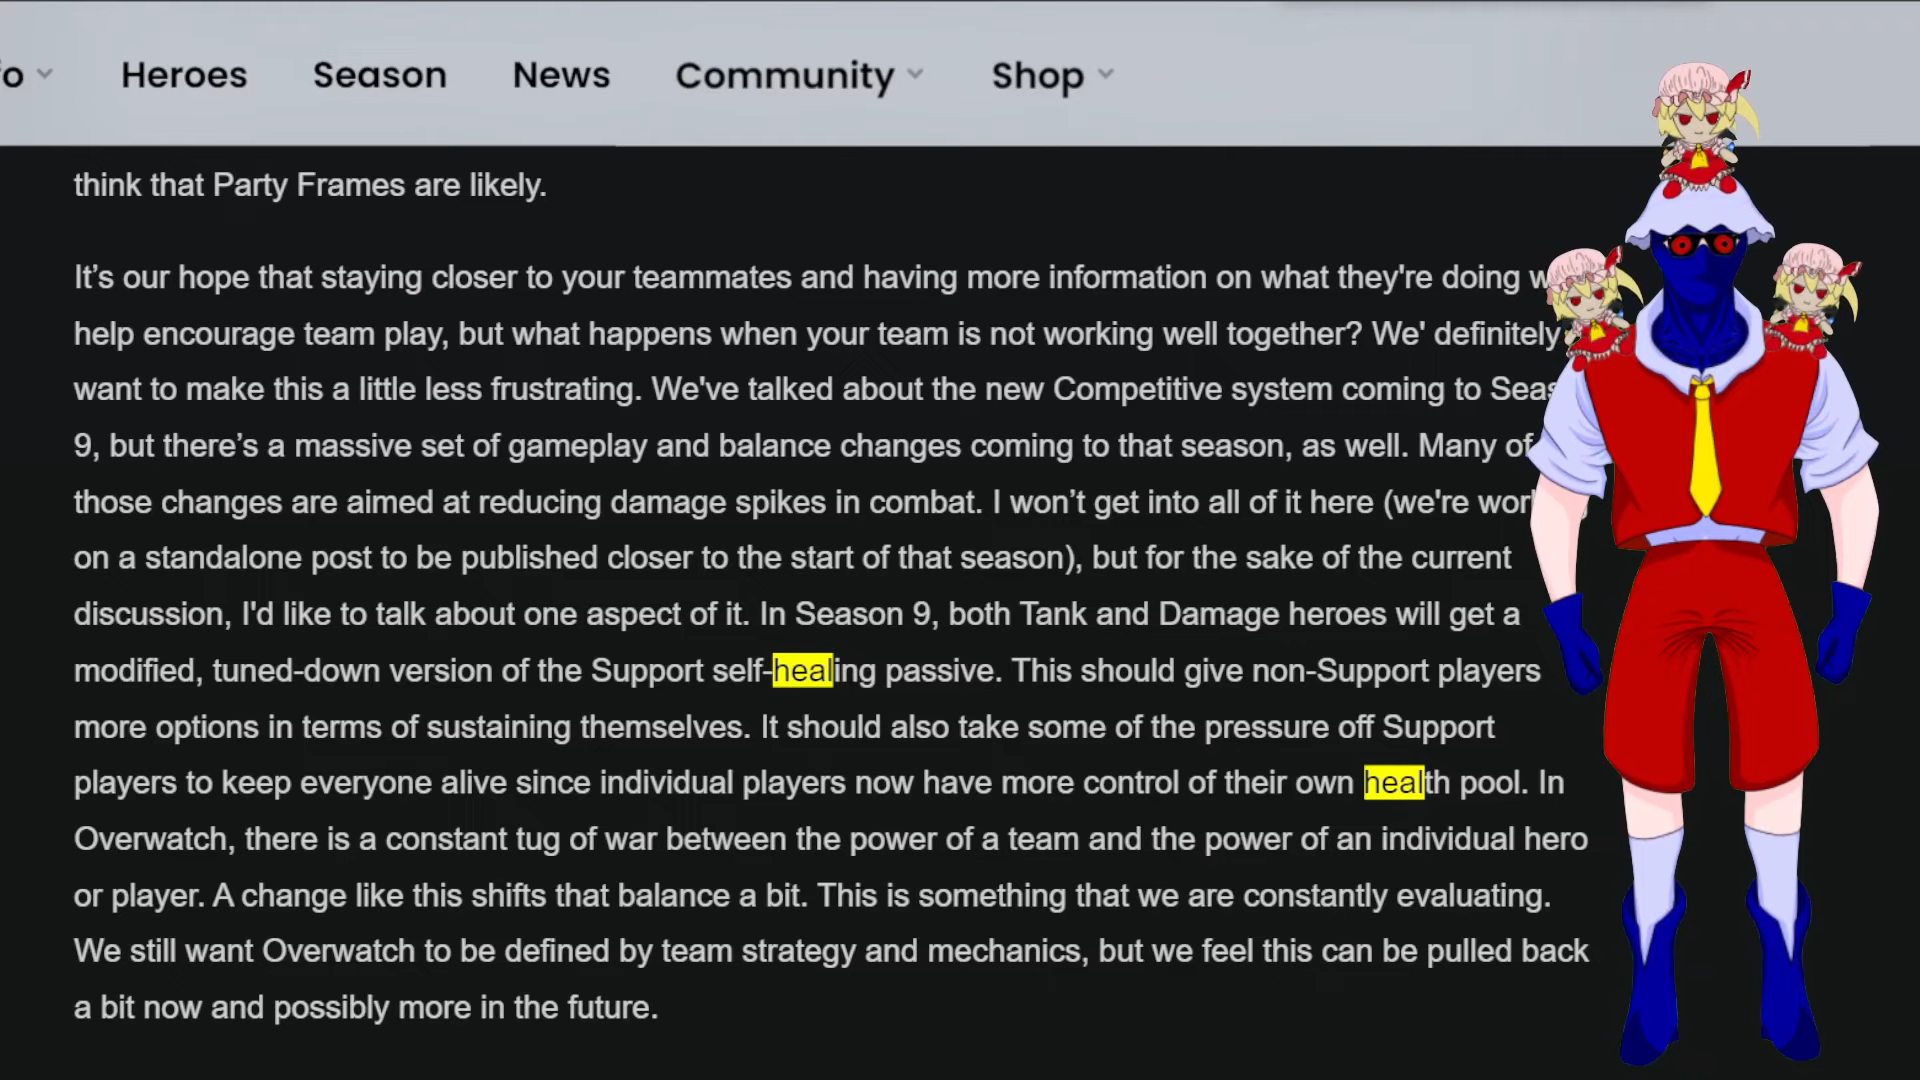 Heroes Season News Community Shop
think that Party Frames are likely.
It’s our hope that staying closer to your teammates and having more information on what they're doing
help encourage team play, but what happens when your team is not working well together? We' definitely
want to make this a little less frustrating. We've talked about the new Competitive system coming to
9, but there’s a massive set of gameplay and balance changes coming to that season, as well. Many of
those changes are aimed at reducing damage spikes in combat. I won’t get into all of it here (we're
on a standalone post to be published closer to the start of that season), but for the sake of the current
discussion, I'd like to talk about one aspect of it. In Season 9, both Tank and Damage heroes will get a
modified, tuned-down version of the Support self-healing passive. This should give non-Support players
more options in terms of sustaining themselves. It should also take some of the pressure off Support
players to keep everyone alive since individual players now have more control of their own health pool. In
Overwatch, there is a constant tug of war between the power of a team and the power of an individual hero
or player. A change like this shifts that balance a bit. This is something that we are constantly evaluating.
We still want Overwatch to be defined by team strategy and mechanics, but we feel this can be pulled back
a bit now and possibly more in the future.